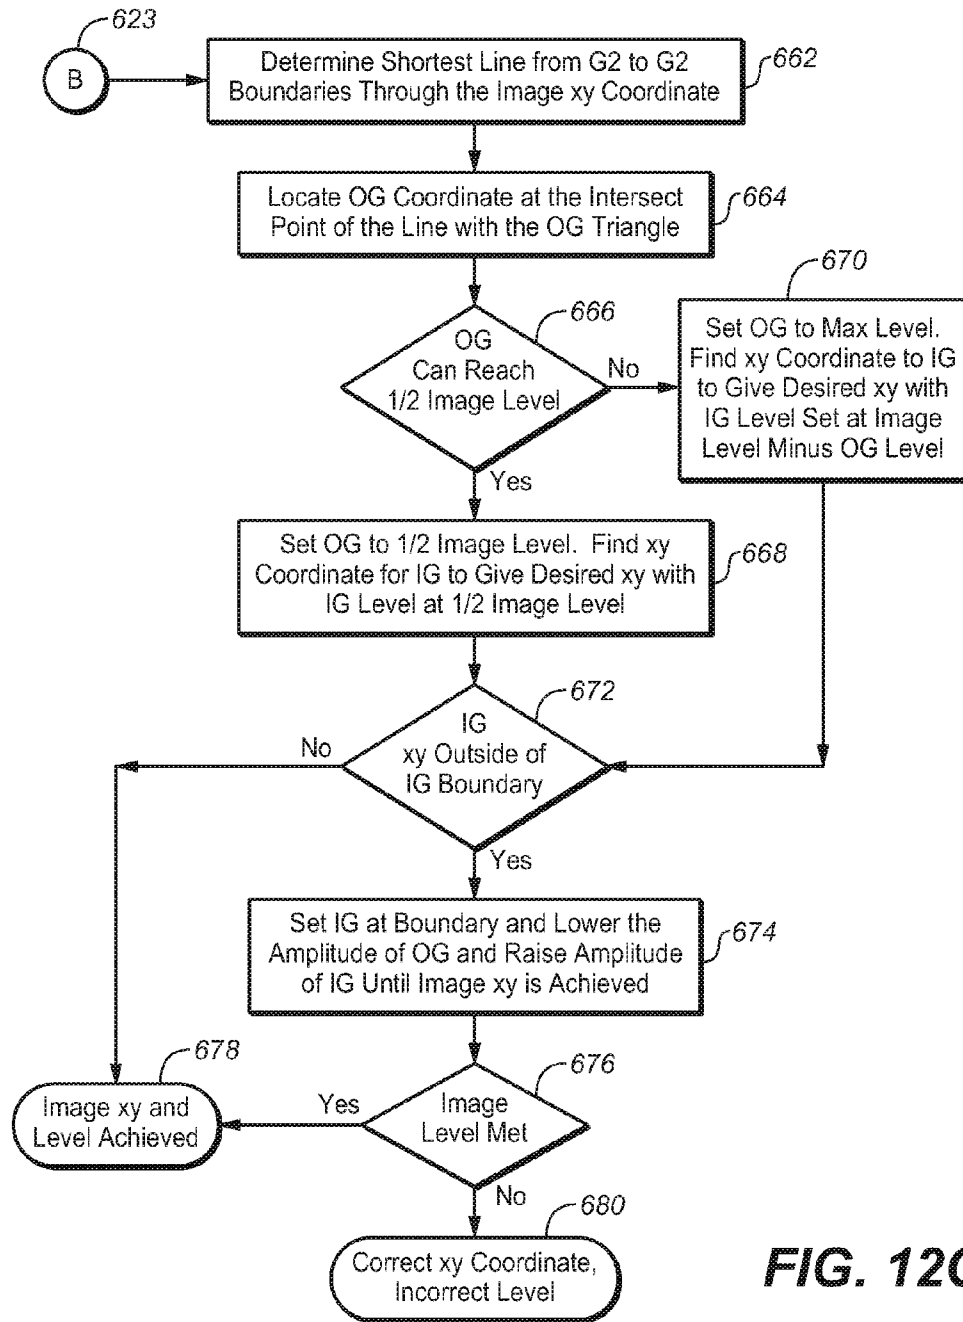 623
B
Determine Shortest Line from G2 to G2
Boundaries Through the Image xy Coordinate
662
Locate OG Coordinate at the Intersect
Point of the Line with the OG Triangle
664
670
Set OG to Max Level.
Find xy Coordinate to IG
to Give Desired xy with
IG Level Set at Image
Level Minus OG Level
666
OG
Can Reach
1/2 Image Level
No
Yes
Set OG to 1/2 Image Level. Find xy
Coordinate for IG to Give Desired xy with
IG Level at 1/2 Image Level
668
672
IG
xy Outside of
IG Boundary
No
Yes
Set IG at Boundary and Lower the
Amplitude of OG and Raise Amplitude
of IG Until Image xy is Achieved
674
676
Image
Level Met
Yes
678
Image xy and
Level Achieved
No
680
Correct xy Coordinate,
Incorrect Level
FIG.